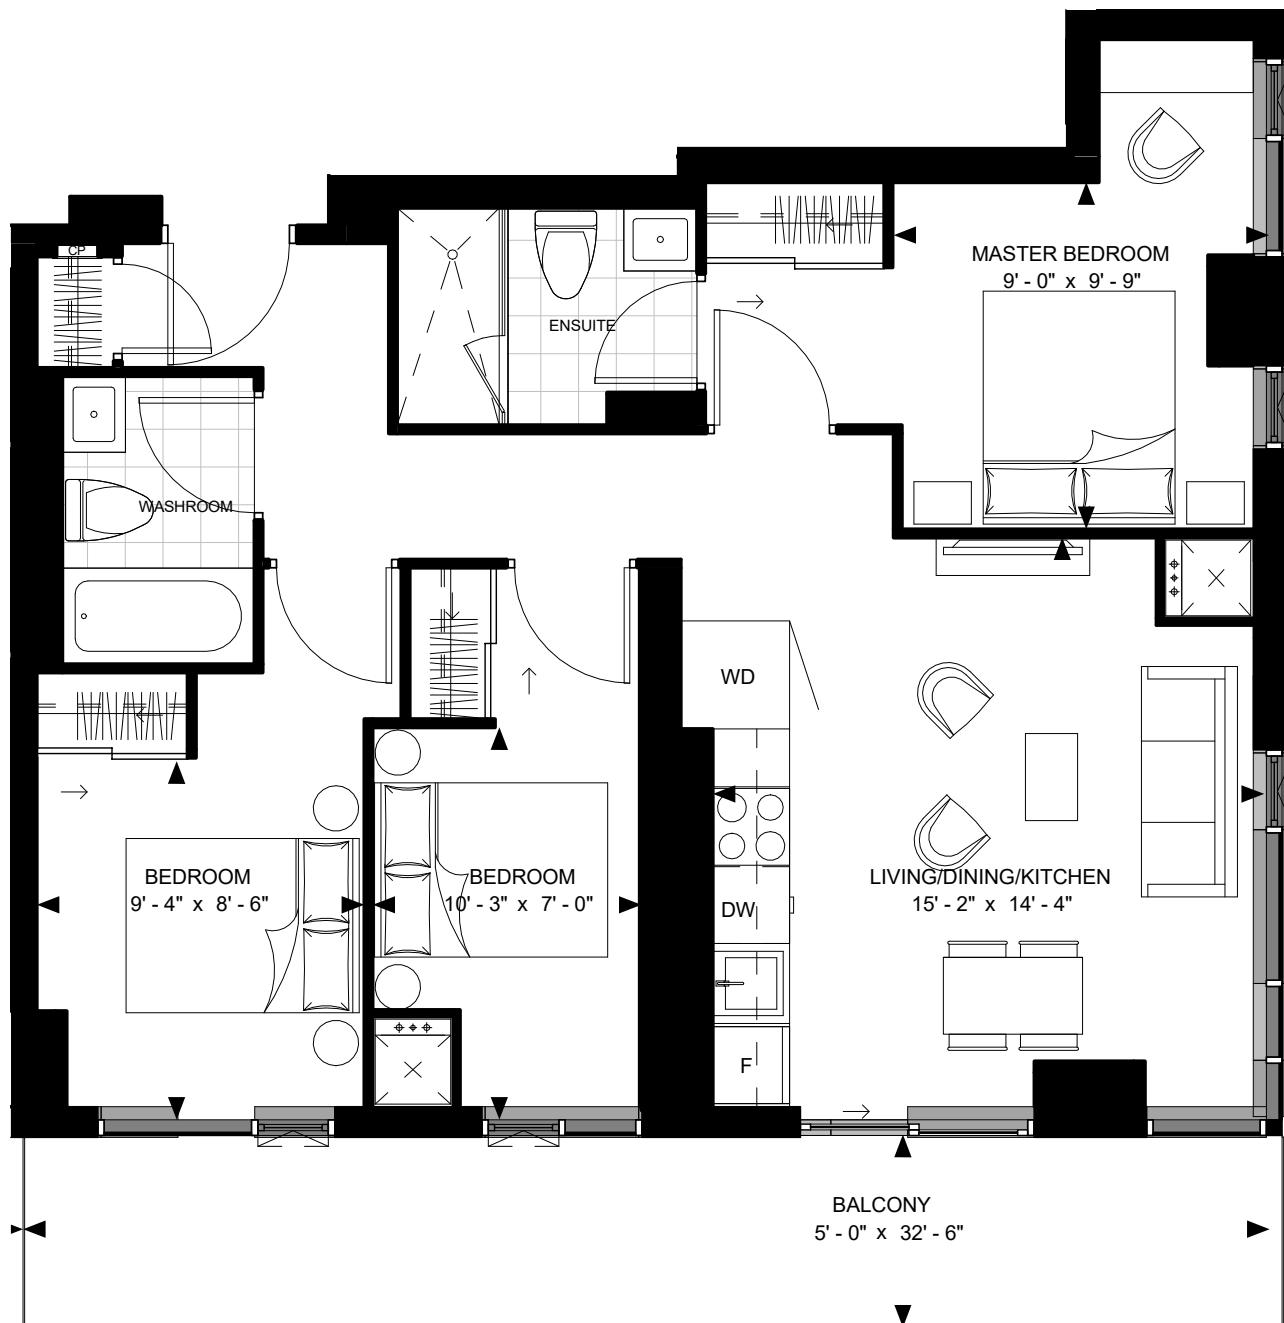 CP
MASTER BEDROOM
9' - 0" x 9' - 9"
ENSUITE
WASHROOM
WD
BEDROOM
9' - 4" x 8' - 6"
BEDROOM
10' - 3" x 7' - 0"
LIVING/DINING/KITCHEN
15' - 2" x 14' - 4"
DW
F
BALCONY
5' - 0" x 32' - 6"